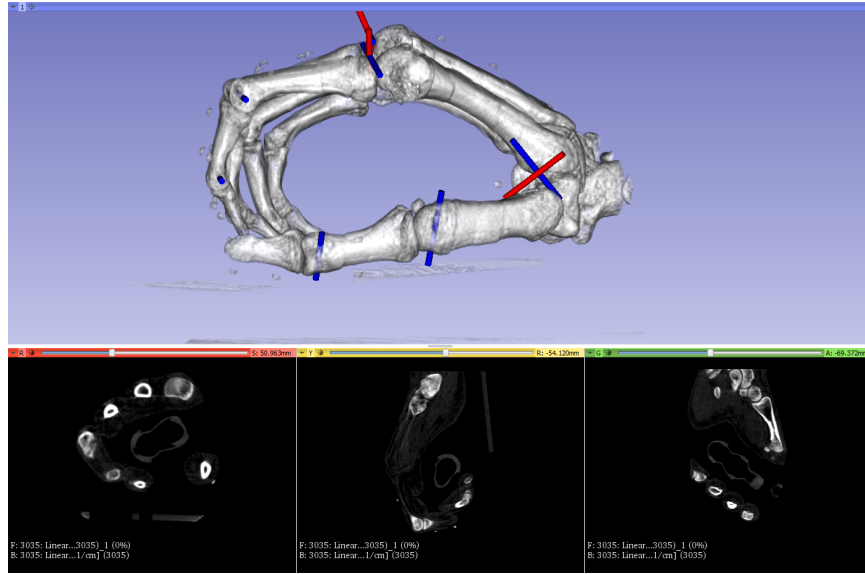 1
R S: 50.963mm
Y R: -54.120mm
G A: -69.372mm
F: 3035: Linear...3035)_1 (0%)
B: 3035: Linear...1/cm] (3035)
F: 3035: Linear...3035)_1 (0%)
B: 3035: Linear...1/cm] (3035)
F: 3035: Linear...3035)_1 (0%)
B: 3035: Linear...1/cm] (3035)